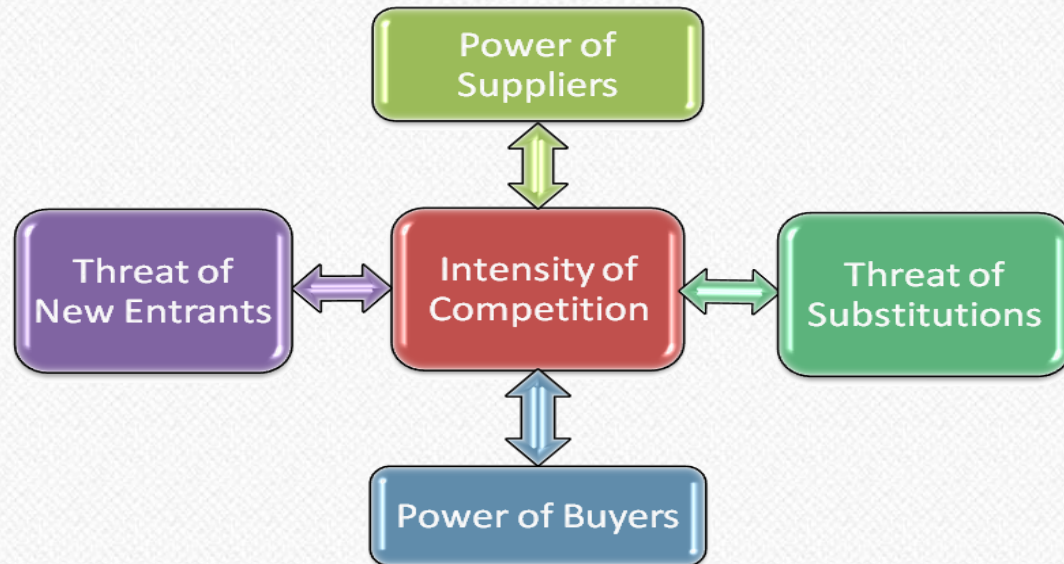 Power of
Suppliers
Threat of
New Entrants
Intensity of
Competition
Threat of
Substitutions
Power of Buyers